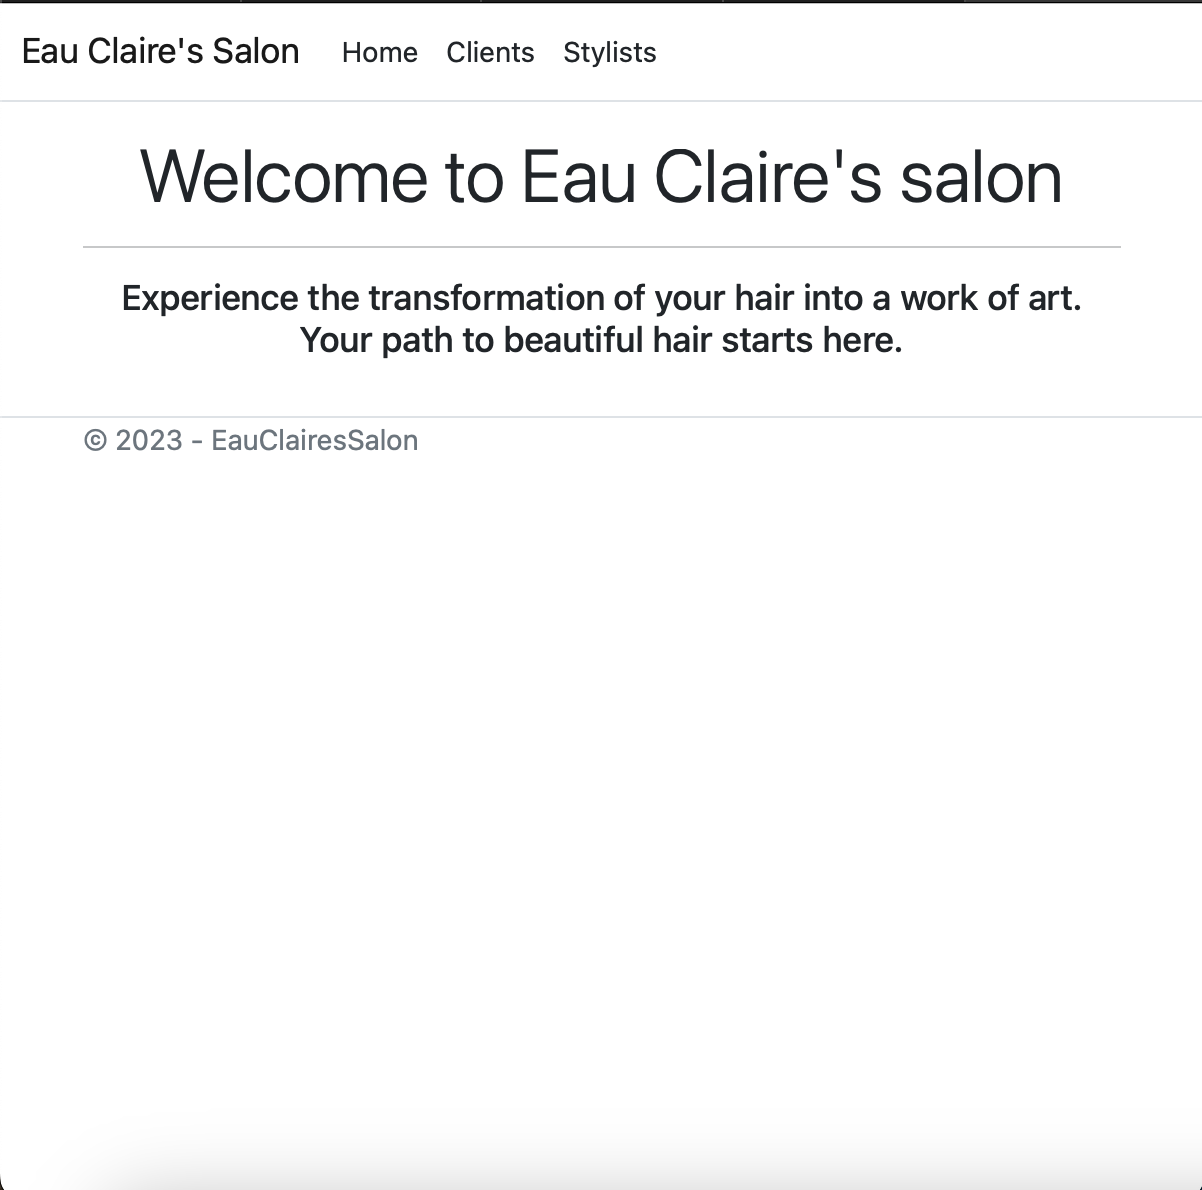 Eau Claire's Salon Home Clients Stylists
Welcome to Eau Claire's salon
Experience the transformation of your hair into a work of art.
Your path to beautiful hair starts here.
© 2023 - EauClairesSalon